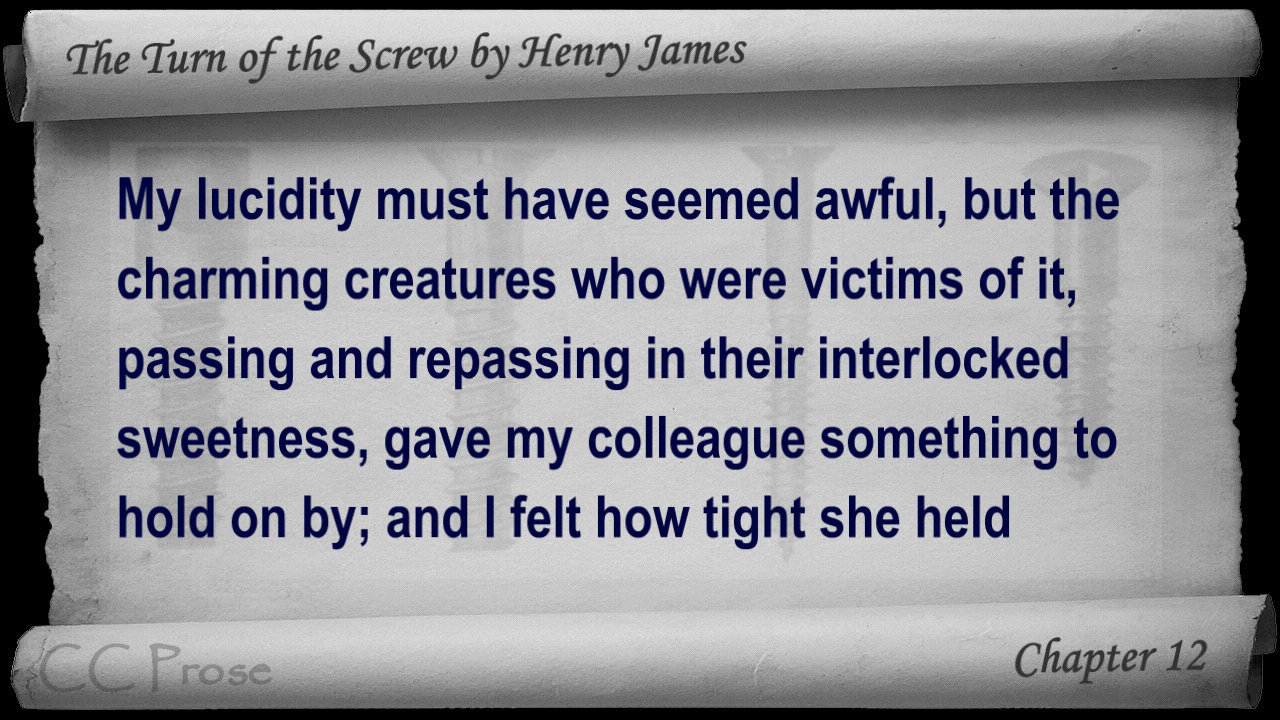 The Turn of the Screw by Henry James
My lucidity must have seemed awful, but the
charming creatures who were victims of it,
passing and repassing in their interlocked
sweetness, gave my colleague something to
hold on by; and I felt how tight she held
CC Prose
Chapter 12